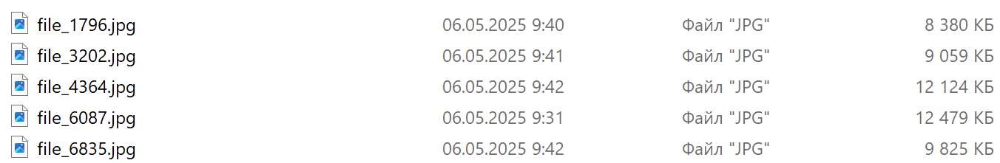 file_1796.jpg 06.05.2025 9:40 Файл "JPG" 8 380 КБ
file_3202.jpg 06.05.2025 9:41 Файл "JPG" 9 059 КБ
file_4364.jpg 06.05.2025 9:42 Файл "JPG" 12 124 КБ
file_6087.jpg 06.05.2025 9:31 Файл "JPG" 12 479 КБ
file_6835.jpg 06.05.2025 9:42 Файл "JPG" 9 825 КБ